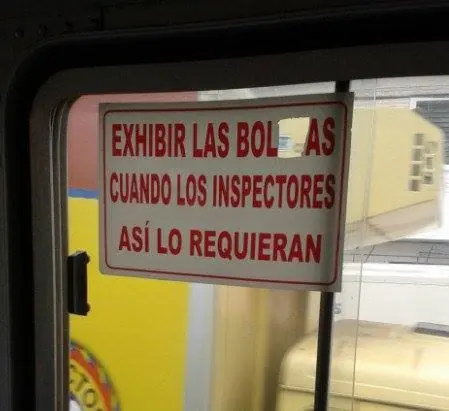 EXHIBIR LAS BOL AS
CUANDO LOS INSPECTORES
ASÍ LO REQUIERAN